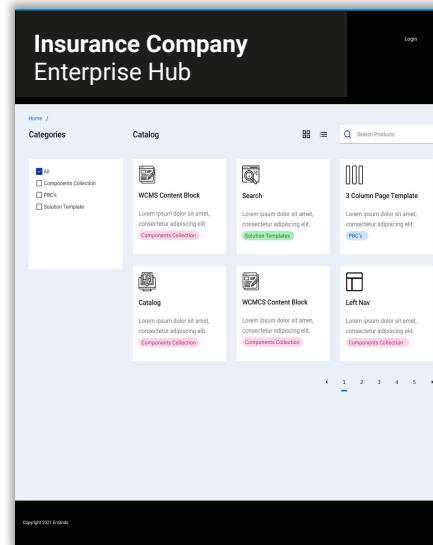 Insurance Company
Enterprise Hub
Login
Home /
Categories
Catalog
Search Products
All
Components Collection
PBC's
Solution Template
WCMS Content Block
Lorem ipsum dolor sit amet,
consectetur adipiscing elit.
Components Collection
Search
Lorem ipsum dolor sit amet,
consectetur adipiscing elit.
Solution Templates
3 Column Page Template
Lorem ipsum dolor sit amet,
consectetur adipiscing elit.
PBC's
Catalog
Lorem ipsum dolor sit amet,
consectetur adipiscing elit.
Components Collection
WCMCS Content Block
Lorem ipsum dolor sit amet,
consectetur adipiscing elit.
Components Collection
Left Nav
Lorem ipsum dolor sit amet,
consectetur adipiscing elit.
Components Collection
1 2 3 4 5
Copyright 2021 Entando